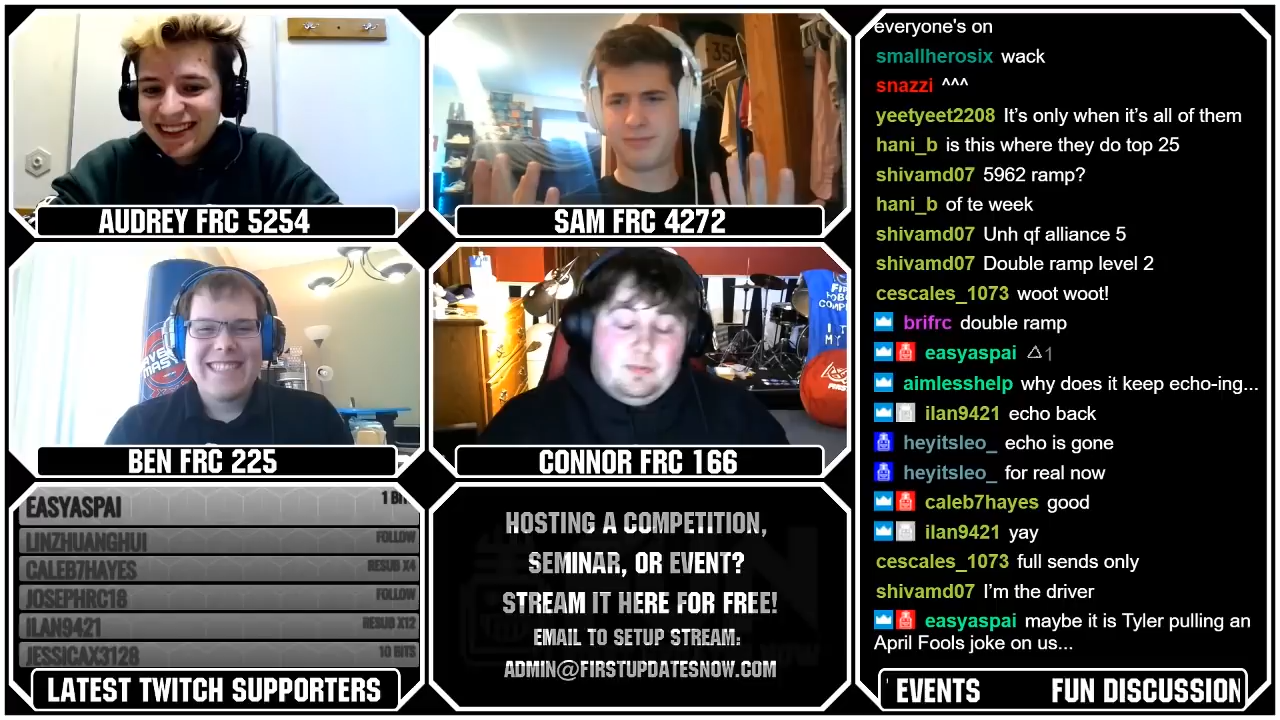 AUDREY FRC 5254
SAM FRC 4272
BEN FRC 225
CONNOR FRC 166
EASYASPAI
LINZHUANGHUI FOLLOW
CALEB7HAYES RESUB X4
JOSEPHRC18 FOLLOW
ILAN9421 RESUB X12
JESSICAX3128 10 BITS
LATEST TWITCH SUPPORTERS
HOSTING A COMPETITION,
SEMINAR, OR EVENT?
STREAM IT HERE FOR FREE!
EMAIL TO SETUP STREAM:
ADMIN@FIRSTUPDATESNOW.COM
everyone's on
smallherosix wack
snazzi ^^^
yeetyeet2208 It’s only when it’s all of them
hani_b is this where they do top 25
shivamd07 5962 ramp?
hani_b of te week
shivamd07 Unh qf alliance 5
shivamd07 Double ramp level 2
cescales_1073 woot woot!
brifrc double ramp
easyaspai 1
aimlesshelp why does it keep echo-ing...
ilan9421 echo back
heyitsleo_ echo is gone
heyitsleo_ for real now
caleb7hayes good
ilan9421 yay
cescales_1073 full sends only
shivamd07 I’m the driver
easyaspai maybe it is Tyler pulling an
April Fools joke on us...
EVENTS FUN DISCUSSION